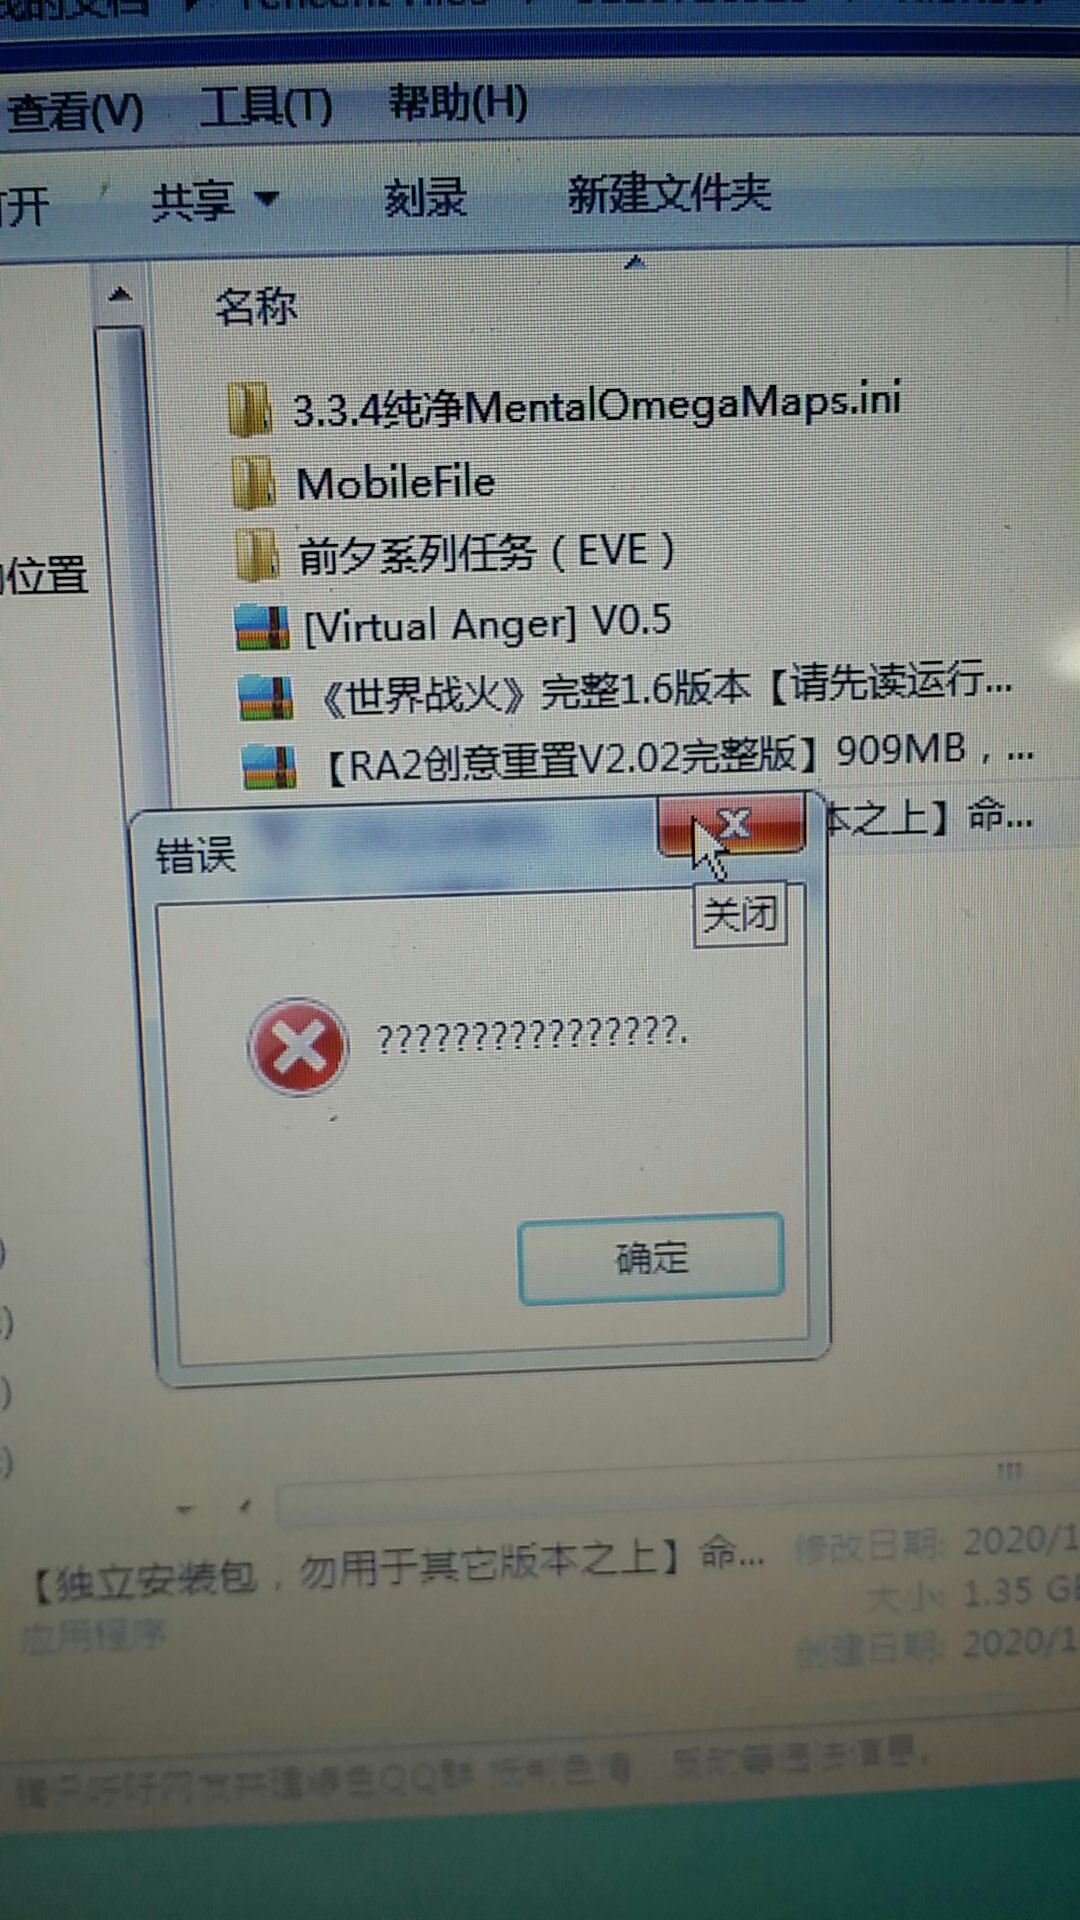 Tencent Files
查看(V) 工具(T) 帮助(H)
打开 共享 刻录 新建文件夹
名称
3.3.4纯净MentalOmegaMaps.ini
MobileFile
前夕系列任务（EVE）
的位置
[Virtual Anger] V0.5
《世界战火》完整1.6版本【请先读运行...
【RA2创意重置V2.02完整版】909MB，...
本之上】命...
错误
关闭
????????????????.
确定
【独立安装包，勿用于其它版本之上】命... 修改日期: 2020/1
应用程序
大小: 1.35 GB
创建日期: 2020/1